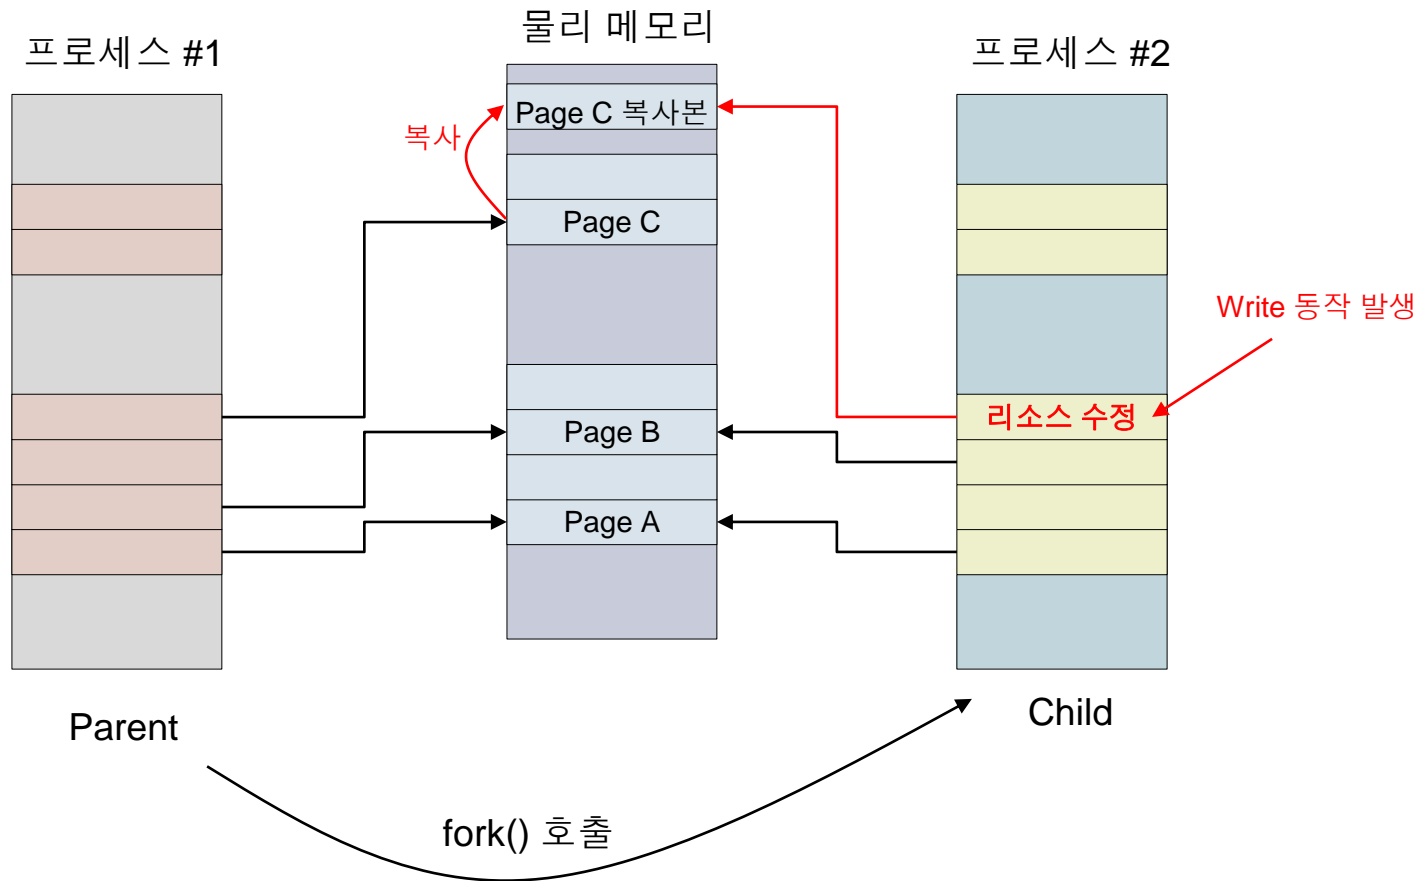 물리 메모리
프로세스 #1
프로세스 #2
Page C 복사본
복사
Page C
Write 동작 발생
리소스 수정
Page B
Page A
Parent
Child
fork() 호출